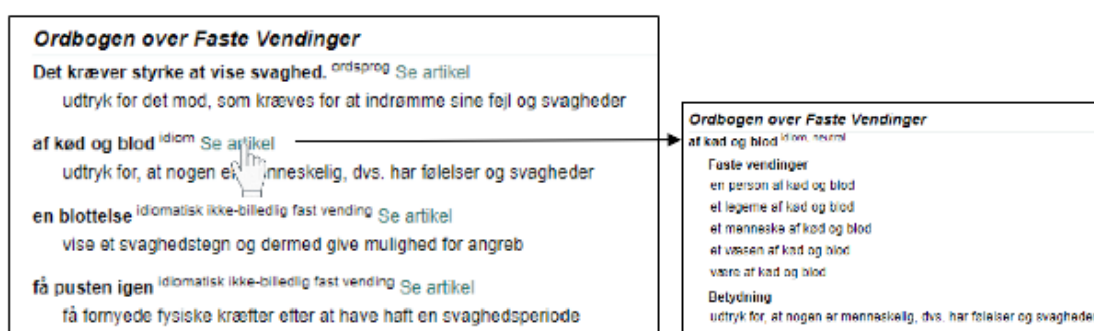 Ordbogen over Faste Vendinger
Det kræver styrke at vise svaghed. ordsprog Se artikel
udtryk for det mod, som kræves for at indrømme sine fejl og svagheder
af kød og blod idiom Se artikel
udtryk for, at nogen er menneskelig, dvs. har følelser og svagheder
en blottelse idiomatisk ikke-billedlig fast vending Se artikel
vise et svaghedstegn og dermed give mulighed for angreb
få pusten igen idiomatisk ikke-billedlig fast vending Se artikel
få fornyede fysiske kræfter efter at have haft en svaghedsperiode
Ordbogen over Faste Vendinger
af kød og blod idiom, neutral
Faste vendinger
en person af kød og blod
et legeme af kød og blod
et menneske af kød og blod
et væsen af kød og blod
være af kød og blod
Betydning
udtryk for, at nogen er menneskelig, dvs. har følelser og svagheder